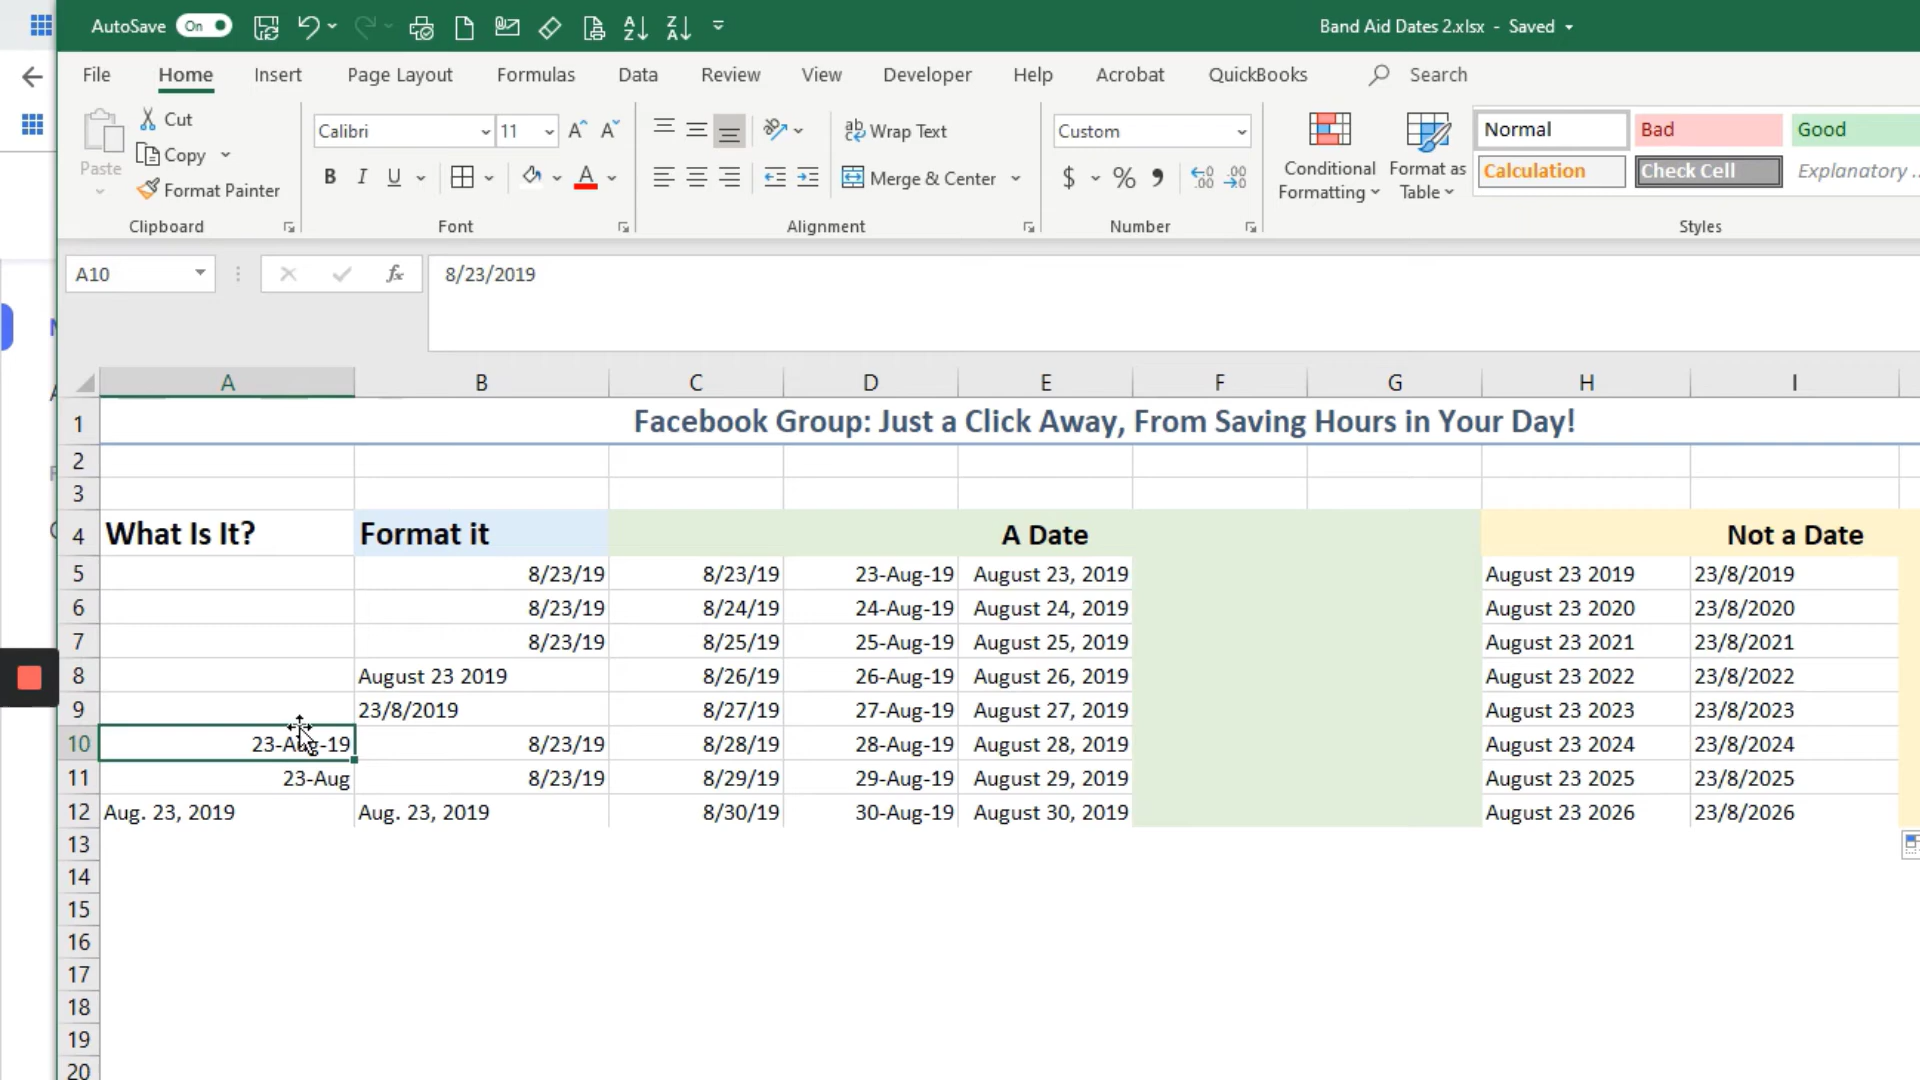 AutoSave On Band Aid Dates 2.xlsx - Saved
File Home Insert Page Layout Formulas Data Review View Developer Help Acrobat QuickBooks Search
Paste Cut Copy Format Painter
Clipboard
Calibri 11
B I U A
Font
Wrap Text
Merge & Center
Alignment
Custom
$ % 9
Number
Conditional Formatting
Format as Table
Normal Bad Good
Calculation Check Cell Explanatory ..
Styles
A10 fx 8/23/2019
A B C D E F G H I
1 Facebook Group: Just a Click Away, From Saving Hours in Your Day!
2
3
4 What Is It? Format it A Date Not a Date
5 8/23/19 8/23/19 23-Aug-19 August 23, 2019 August 23 2019 23/8/2019
6 8/23/19 8/24/19 24-Aug-19 August 24, 2019 August 23 2020 23/8/2020
7 8/23/19 8/25/19 25-Aug-19 August 25, 2019 August 23 2021 23/8/2021
8 August 23 2019 8/26/19 26-Aug-19 August 26, 2019 August 23 2022 23/8/2022
9 23/8/2019 8/27/19 27-Aug-19 August 27, 2019 August 23 2023 23/8/2023
10 23-Aug-19 8/23/19 8/28/19 28-Aug-19 August 28, 2019 August 23 2024 23/8/2024
11 23-Aug 8/23/19 8/29/19 29-Aug-19 August 29, 2019 August 23 2025 23/8/2025
12 Aug. 23, 2019 Aug. 23, 2019 8/30/19 30-Aug-19 August 30, 2019 August 23 2026 23/8/2026
13
14
15
16
17
18
19
20